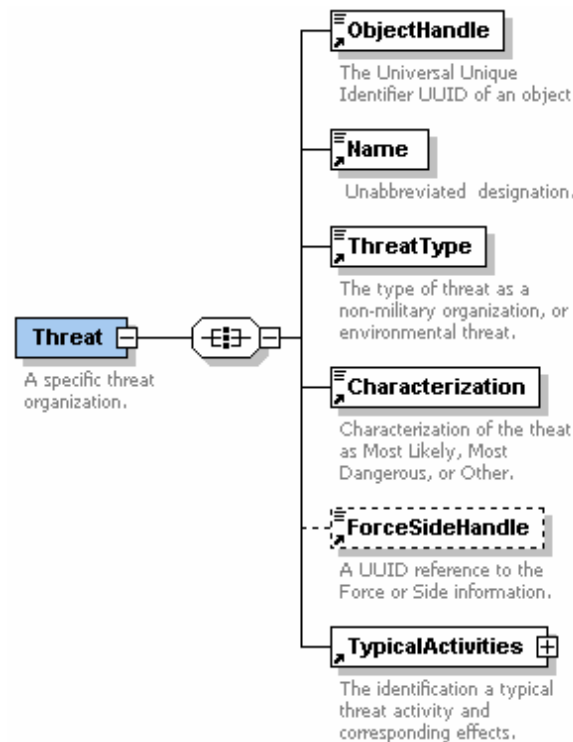 ObjectHandle
The Universal Unique
Identifier UUID of an object
Name
Unabbreviated designation.
ThreatType
The type of threat as a
non-military organization, or
environmental threat.
Threat
A specific threat
organization.
Characterization
Characterization of the theat
as Most Likely, Most
Dangerous, or Other.
ForceSideHandle
A UUID reference to the
Force or Side information.
TypicalActivities
The identification a typical
threat activity and
corresponding effects.